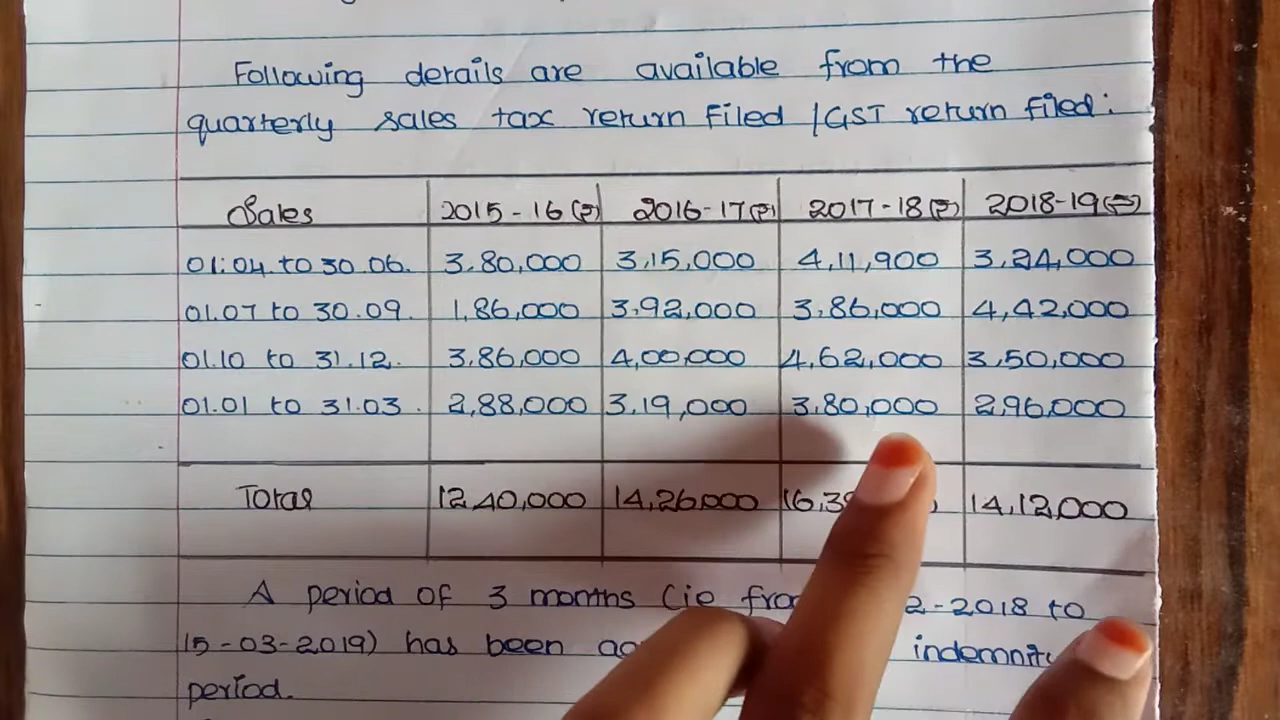 Following details are available from the
quarterly sales tax return Filed /GST return filed:
Sales 2015-16(₹) 2016-17(₹) 2017-18(₹) 2018-19(₹)
01.04 to 30.06. 3,80,000 3,15,000 4,11,900 3,24,000
01.07 to 30.09. 1,86,000 3,92,000 3,86,000 4,42,000
01.10 to 31.12. 3,86,000 4,00,000 4,62,000 3,50,000
01.01 to 31.03. 2,88,000 3,19,000 3,80,000 2,96,000
Total 12,40,000 14,26,000 14,12,000
A period of 3 months (ie 2-2018 to
15-03-2019) has been indemnity
period.